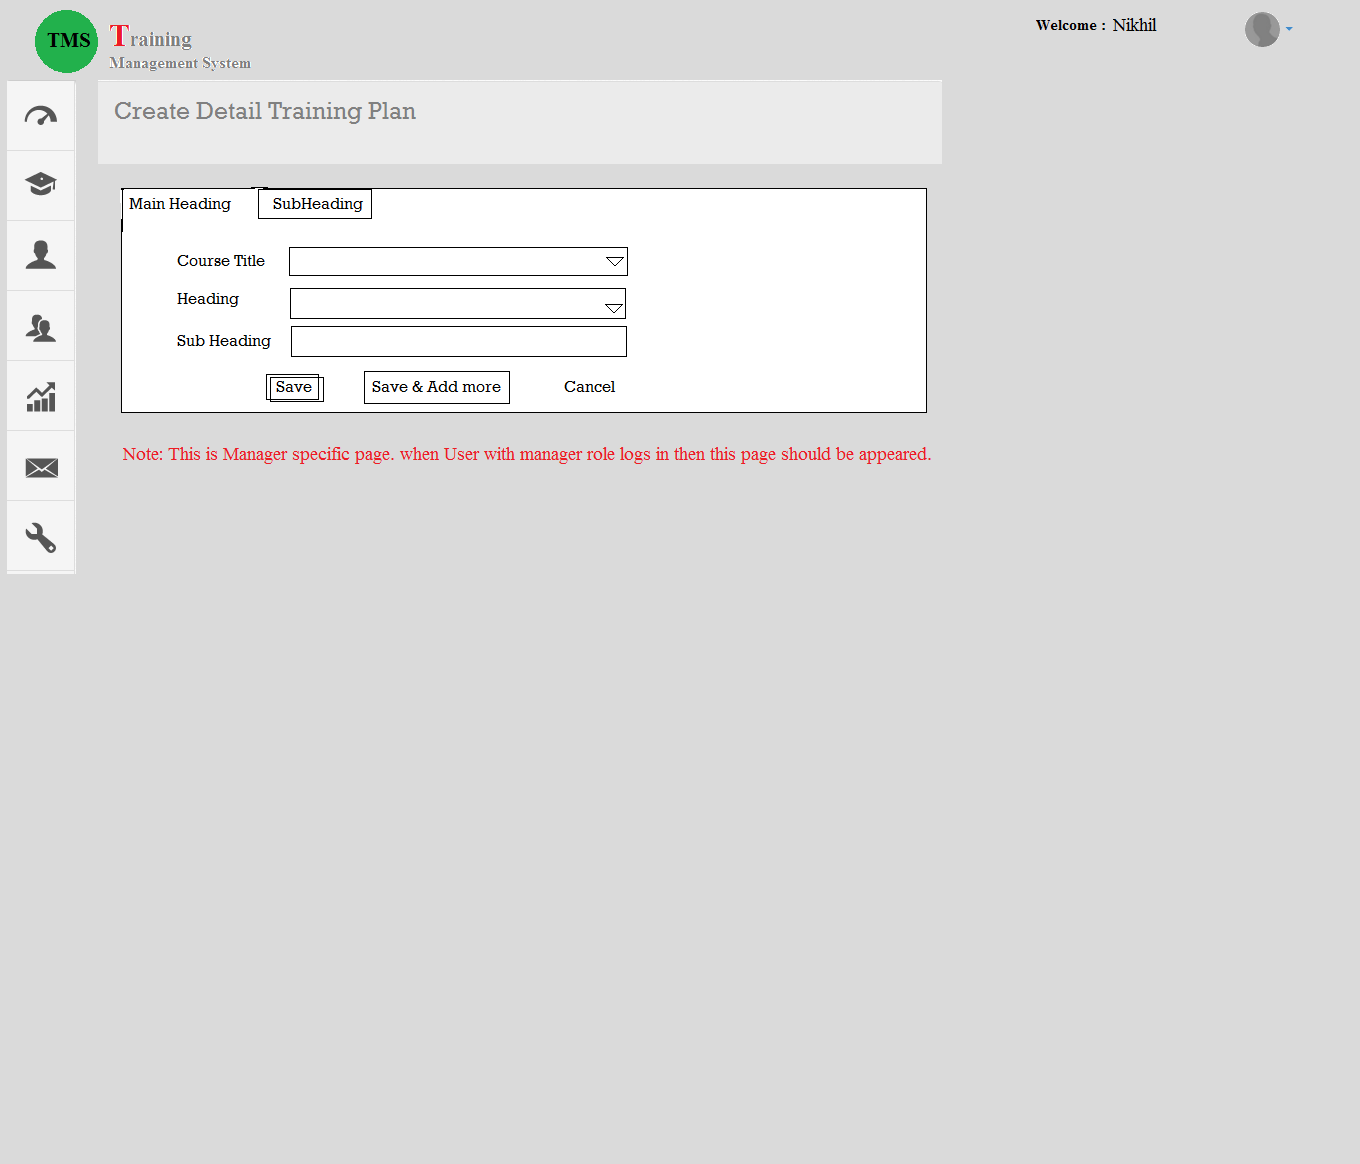 TMS
Training
Management System
Welcome : Nikhil
Create Detail Training Plan
Main Heading SubHeading
Course Title
Heading
Sub Heading
Save Save & Add more Cancel
Note: This is Manager specific page. when User with manager role logs in then this page should be appeared.